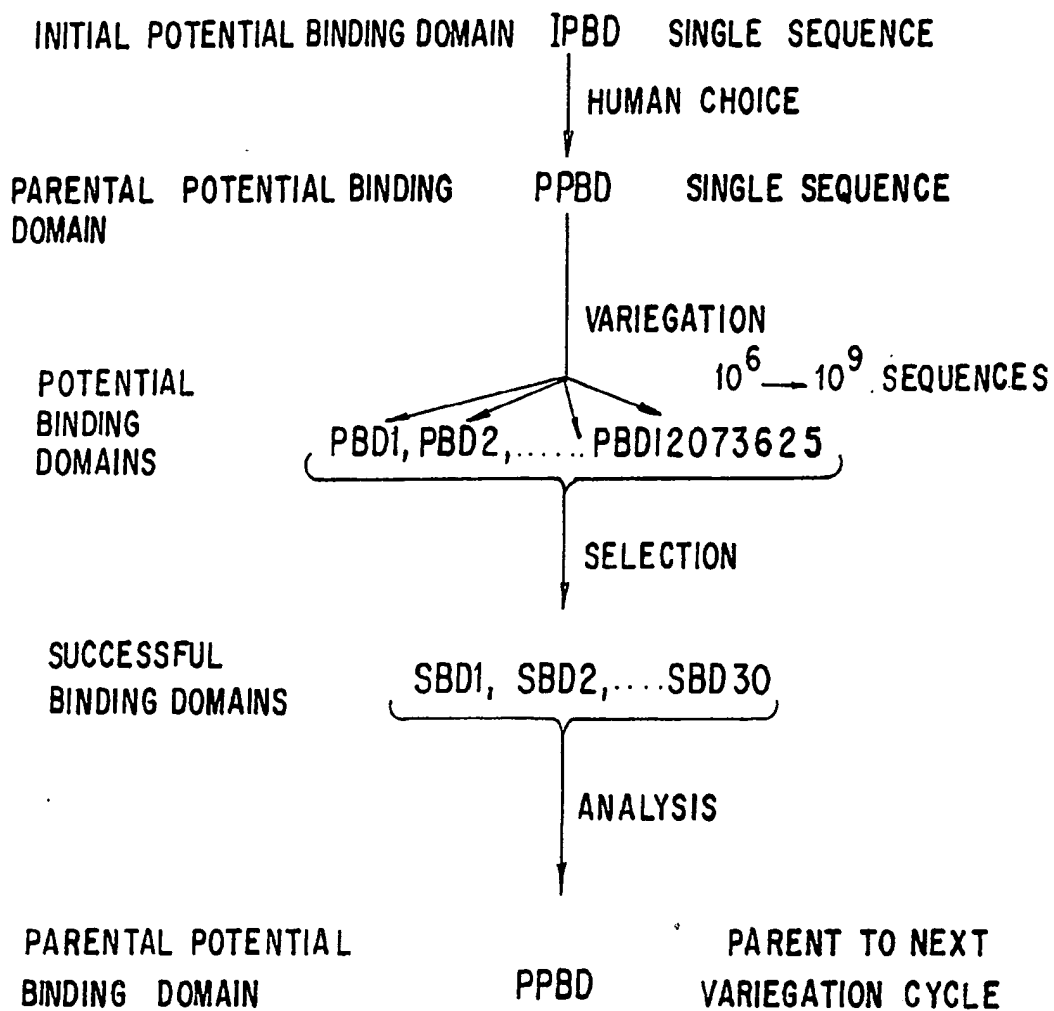 INITIAL POTENTIAL BINDING DOMAIN IPBD SINGLE SEQUENCE
HUMAN CHOICE
PARENTAL POTENTIAL BINDING DOMAIN PPBD SINGLE SEQUENCE
VARIEGATION
10^6 → 10^9 SEQUENCES
POTENTIAL
BINDING
DOMAINS
PBD1, PBD2, ...... PBD12073625
SELECTION
SUCCESSFUL
BINDING DOMAINS
SBD1, SBD2, .... SBD30
ANALYSIS
PARENTAL POTENTIAL
BINDING DOMAIN
PPBD
PARENT TO NEXT
VARIEGATION CYCLE